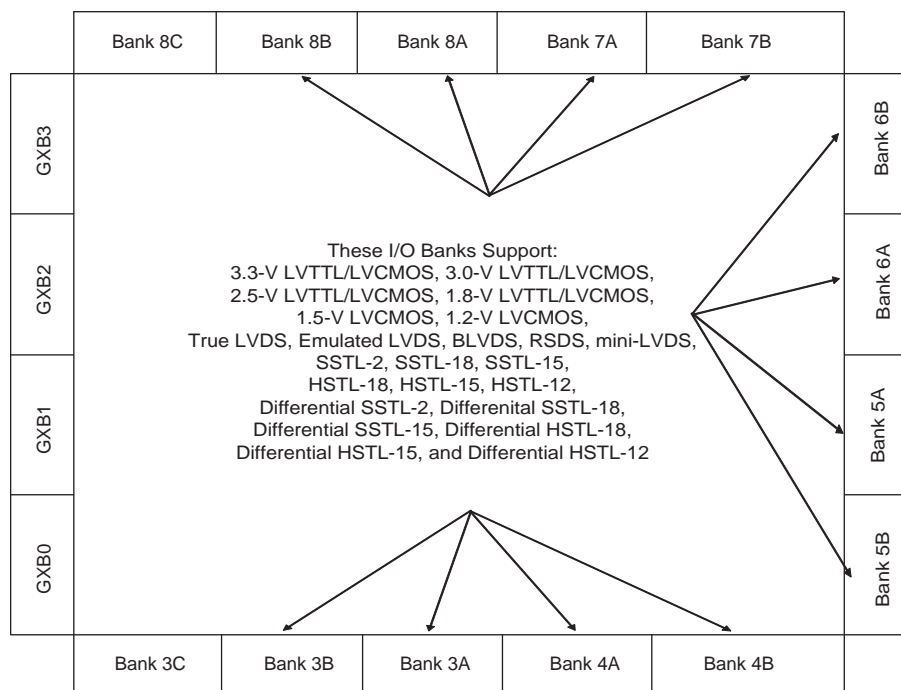 Bank 8C
Bank 8B
Bank 8A
Bank 7A
Bank 7B
GXB3
GXB2
GXB1
GXB0
Bank 6B
Bank 6A
Bank 5A
Bank 5B
These I/O Banks Support:
3.3-V LVTTL/LVCMOS, 3.0-V LVTTL/LVCMOS,
2.5-V LVTTL/LVCMOS, 1.8-V LVTTL/LVCMOS,
1.5-V LVCMOS, 1.2-V LVCMOS,
True LVDS, Emulated LVDS, BLVDS, RSDS, mini-LVDS,
SSTL-2, SSTL-18, SSTL-15,
HSTL-18, HSTL-15, HSTL-12,
Differential SSTL-2, Differenital SSTL-18,
Differential SSTL-15, Differential HSTL-18,
Differential HSTL-15, and Differential HSTL-12
Bank 3C
Bank 3B
Bank 3A
Bank 4A
Bank 4B